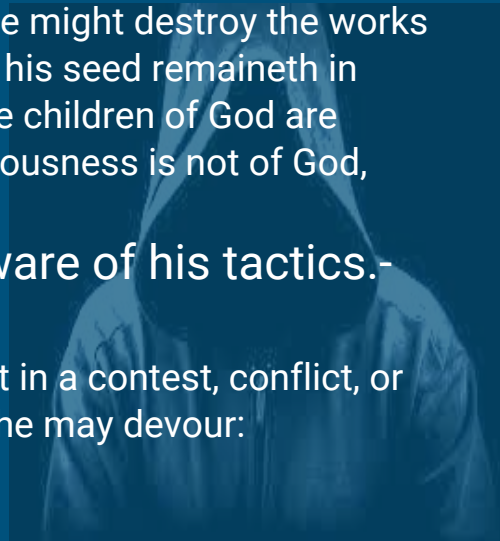 e might destroy the works
his seed remaineth in
e children of God are
ousness is not of God,
ware of his tactics.-
t in a contest, conflict, or
he may devour: